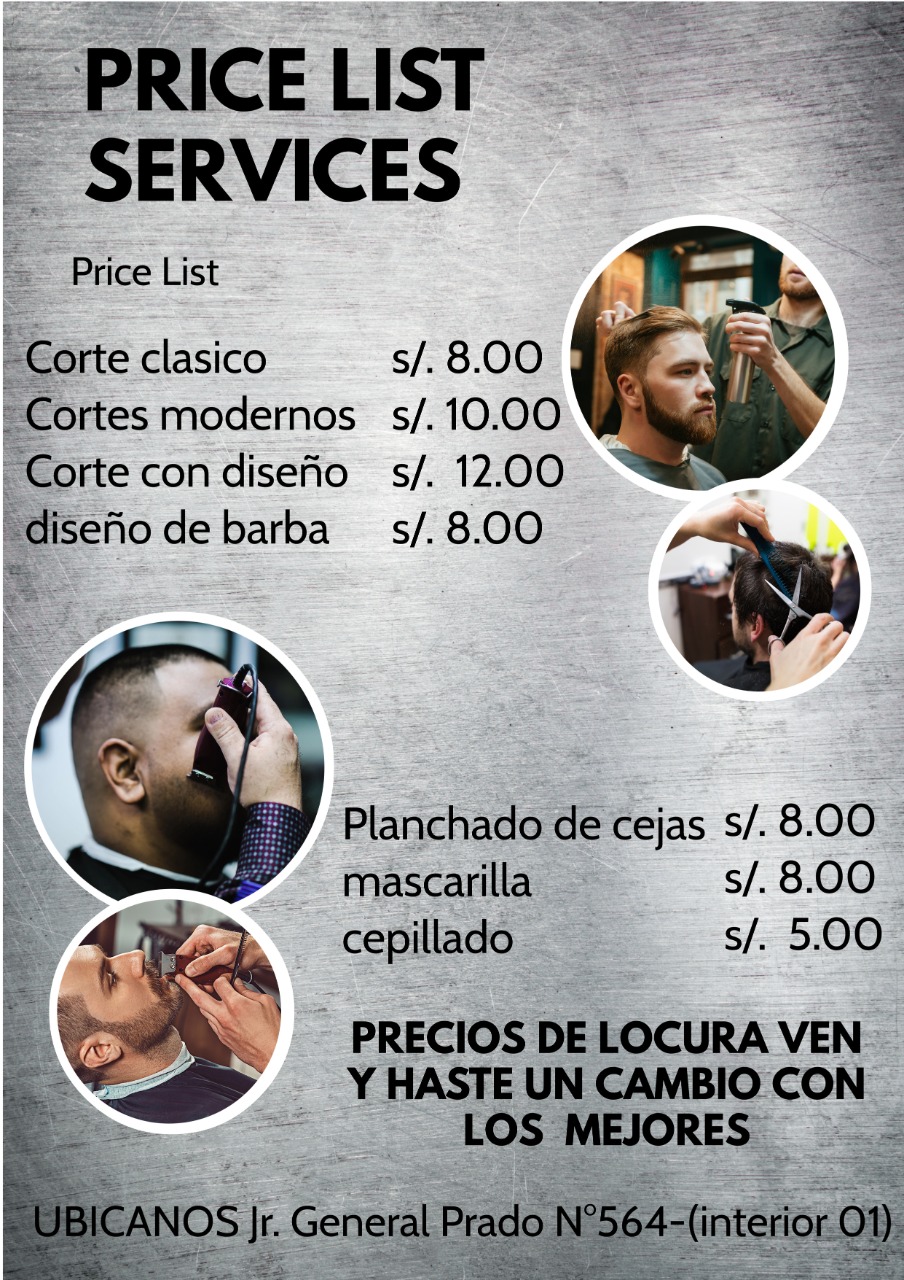 PRICE LIST
SERVICES
Price List
Corte clasico s/. 8.00
Cortes modernos s/. 10.00
Corte con diseño s/. 12.00
diseño de barba s/. 8.00
Planchado de cejas s/. 8.00
mascarilla s/. 8.00
cepillado s/. 5.00
PRECIOS DE LOCURA VEN
Y HASTE UN CAMBIO CON
LOS MEJORES
UBICANOS Jr. General Prado N°564-(interior 01)